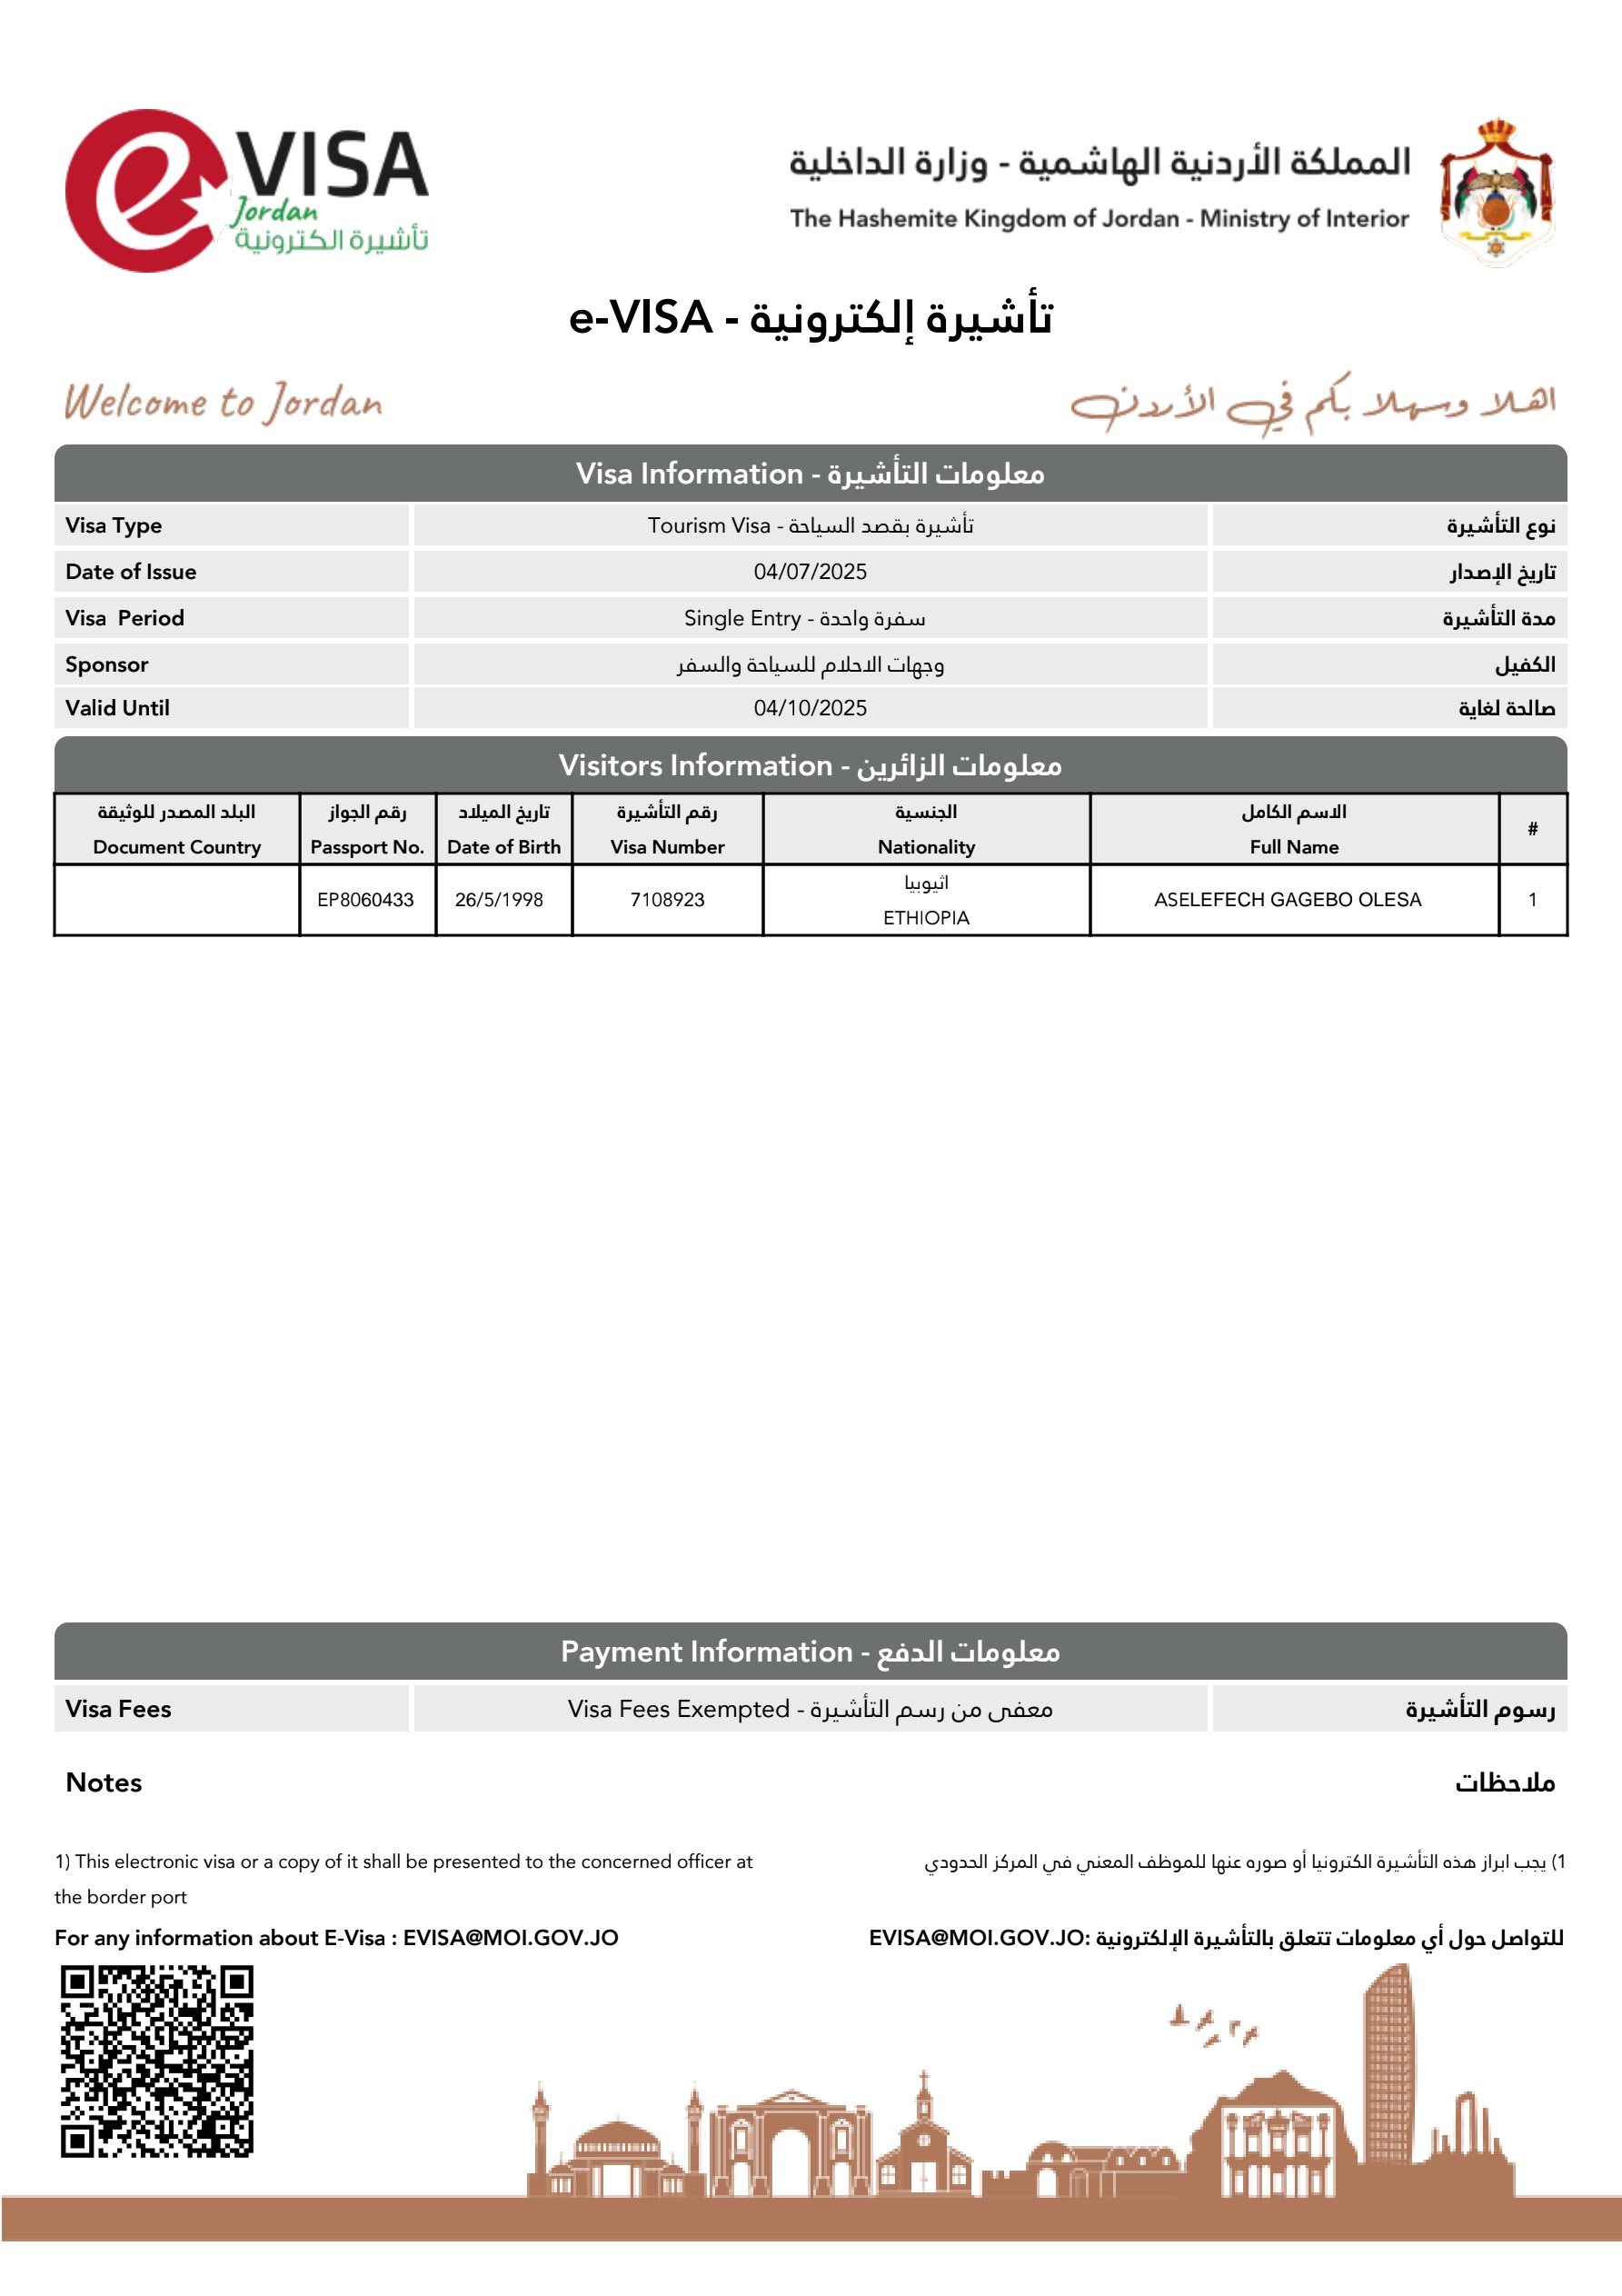 eVISA
Jordan
تأشيرة الكترونية
المملكة الأردنية الهاشمية - وزارة الداخلية
The Hashemite Kingdom of Jordan - Ministry of Interior
e-VISA - تأشيرة إلكترونية
Welcome to Jordan
اهلا وسهلا بكم في الأردن
Visa Information - معلومات التأشيرة
Visa Type Tourism Visa - تأشيرة بقصد السياحة نوع التأشيرة
Date of Issue 04/07/2025 تاريخ الإصدار
Visa Period Single Entry - سفرة واحدة مدة التأشيرة
Sponsor وجهات الاحلام للسياحة والسفر الكفيل
Valid Until 04/10/2025 صالحة لغاية
Visitors Information - معلومات الزائرين
البلد المصدر للوثيقة رقم الجواز تاريخ الميلاد رقم التأشيرة الجنسية الاسم الكامل #
Document Country Passport No. Date of Birth Visa Number Nationality Full Name
اثيوبيا
EP8060433 26/5/1998 7108923 ETHIOPIA ASELEFECH GAGEBO OLESA 1
Payment Information - معلومات الدفع
Visa Fees Visa Fees Exempted - معفى من رسم التأشيرة رسوم التأشيرة
Notes ملاحظات
1) This electronic visa or a copy of it shall be presented to the concerned officer at
the border port
1) يجب ابراز هذه التأشيرة الكترونيا أو صوره عنها للموظف المعني في المركز الحدودي
For any information about E-Visa : EVISA@MOI.GOV.JO
للتواصل حول أي معلومات تتعلق بالتأشيرة الإلكترونية :EVISA@MOI.GOV.JO